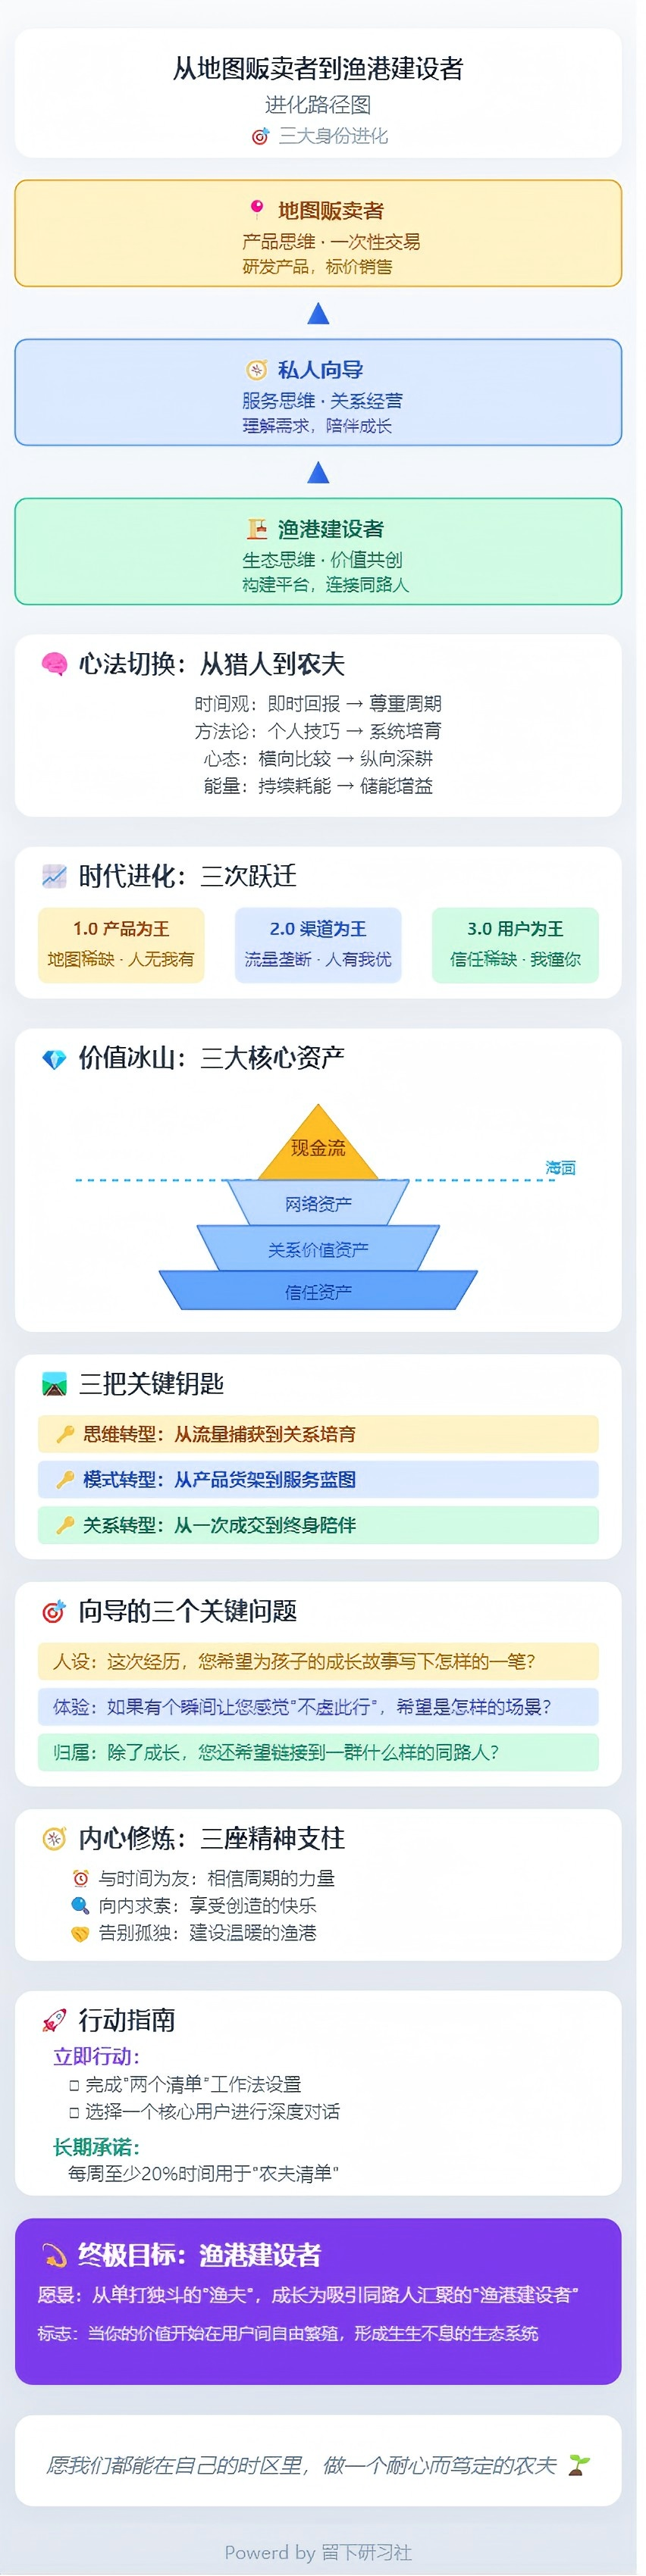 从地图贩卖者到渔港建设者
进化路径图
三大身份进化
地图贩卖者
产品思维 · 一次性交易
研发产品，标价销售
私人向导
服务思维 · 关系经营
理解需求，陪伴成长
渔港建设者
生态思维 · 价值共创
构建平台，连接同路人
心法切换：从猎人到农夫
时间观：即时回报 → 尊重周期
方法论：个人技巧 → 系统培育
心态：横向比较 → 纵向深耕
能量：持续耗能 → 储能增益
时代进化：三次跃迁
1.0 产品为王
地图稀缺 · 人无我有
2.0 渠道为王
流量垄断 · 人有我优
3.0 用户为王
信任稀缺 · 我懂你
价值冰山：三大核心资产
现金流
海面
网络资产
关系价值资产
信任资产
三把关键钥匙
思维转型：从流量捕获到关系培育
模式转型：从产品货架到服务蓝图
关系转型：从一次成交到终身陪伴
向导的三个关键问题
人设：这次经历，您希望为孩子的成长故事写下怎样的一笔？
体验：如果有个瞬间让您感觉"不虚此行"，希望是怎样的场景？
归属：除了成长，您还希望链接到一群什么样的同路人？
内心修炼：三座精神支柱
与时间为友：相信周期的力量
向内求索：享受创造的快乐
告别孤独：建设温暖的渔港
行动指南
立即行动：
□ 完成"两个清单"工作法设置
□ 选择一个核心用户进行深度对话
长期承诺：
每周至少20%时间用于"农夫清单"
终极目标：渔港建设者
愿景：从单打独斗的"渔夫"，成长为吸引同路人汇聚的"渔港建设者"
标志：当你的价值开始在用户间自由繁殖，形成生生不息的生态系统
愿我们都能在自己的时区里，做一个耐心而笃定的农夫
Powerd by 留下研习社